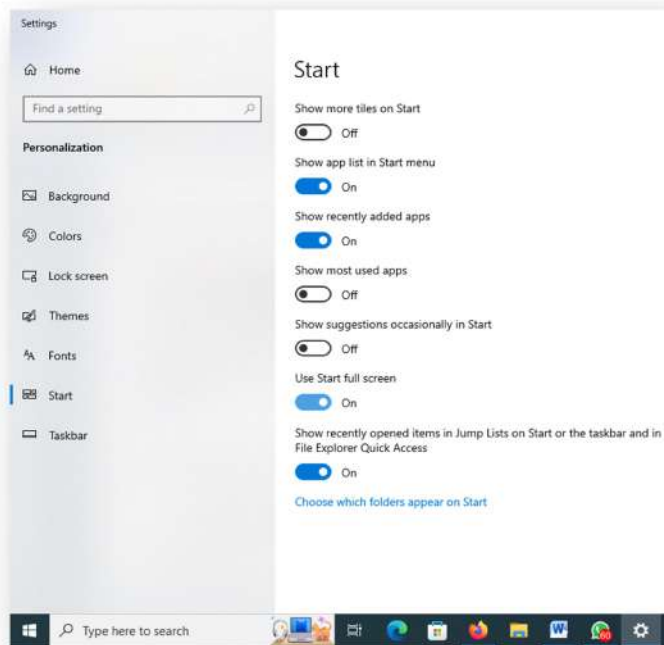 Settings
Home
Find a setting
Personalization
Background
Colors
Lock screen
Themes
Fonts
Start
Taskbar
Start
Show more tiles on Start
Off
Show app list in Start menu
On
Show recently added apps
On
Show most used apps
Off
Show suggestions occasionally in Start
Off
Use Start full screen
On
Show recently opened items in Jump Lists on Start or the taskbar and in
File Explorer Quick Access
On
Choose which folders appear on Start
Type here to search
W
60